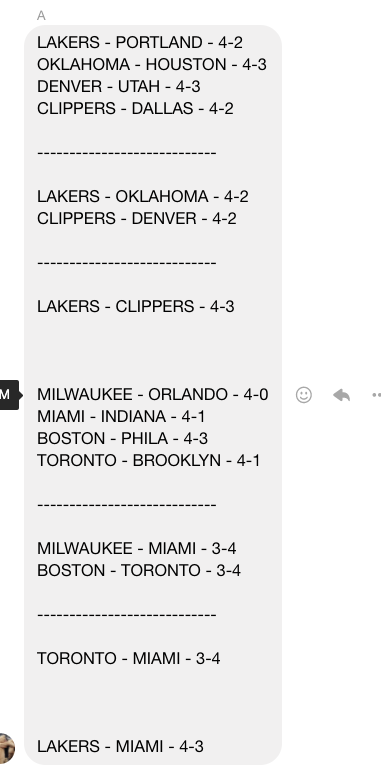 A
LAKERS - PORTLAND - 4-2
OKLAHOMA - HOUSTON - 4-3
DENVER - UTAH - 4-3
CLIPPERS - DALLAS - 4-2
----------------------------
LAKERS - OKLAHOMA - 4-2
CLIPPERS - DENVER - 4-2
----------------------------
LAKERS - CLIPPERS - 4-3
M
MILWAUKEE - ORLANDO - 4-0
MIAMI - INDIANA - 4-1
BOSTON - PHILA - 4-3
TORONTO - BROOKLYN - 4-1
----------------------------
MILWAUKEE - MIAMI - 3-4
BOSTON - TORONTO - 3-4
----------------------------
TORONTO - MIAMI - 3-4
LAKERS - MIAMI - 4-3